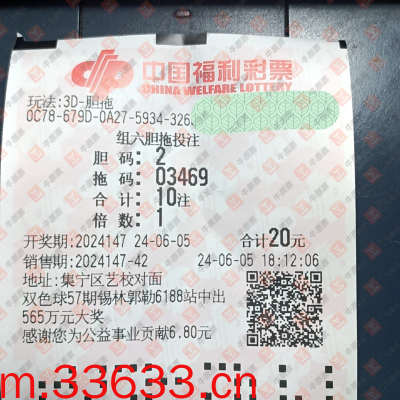 中国福利彩票
CHINA WELFARE LOTTERY
玩法:3D-胆拖
0C78-679D-0A27-5934-326
组六胆拖投注
胆 码: 2
拖 码: 03469
合 计: 10注
倍 数: 1
开奖期:2024147 24-06-05 合计20元
销售期:2024147-42 24-06-05 18:12:06
地址:集宁区艺校对面
双色球57期锡林郭勒6188站中出
565万元大奖
感谢您为公益事业贡献6.80元
m.33633.cn